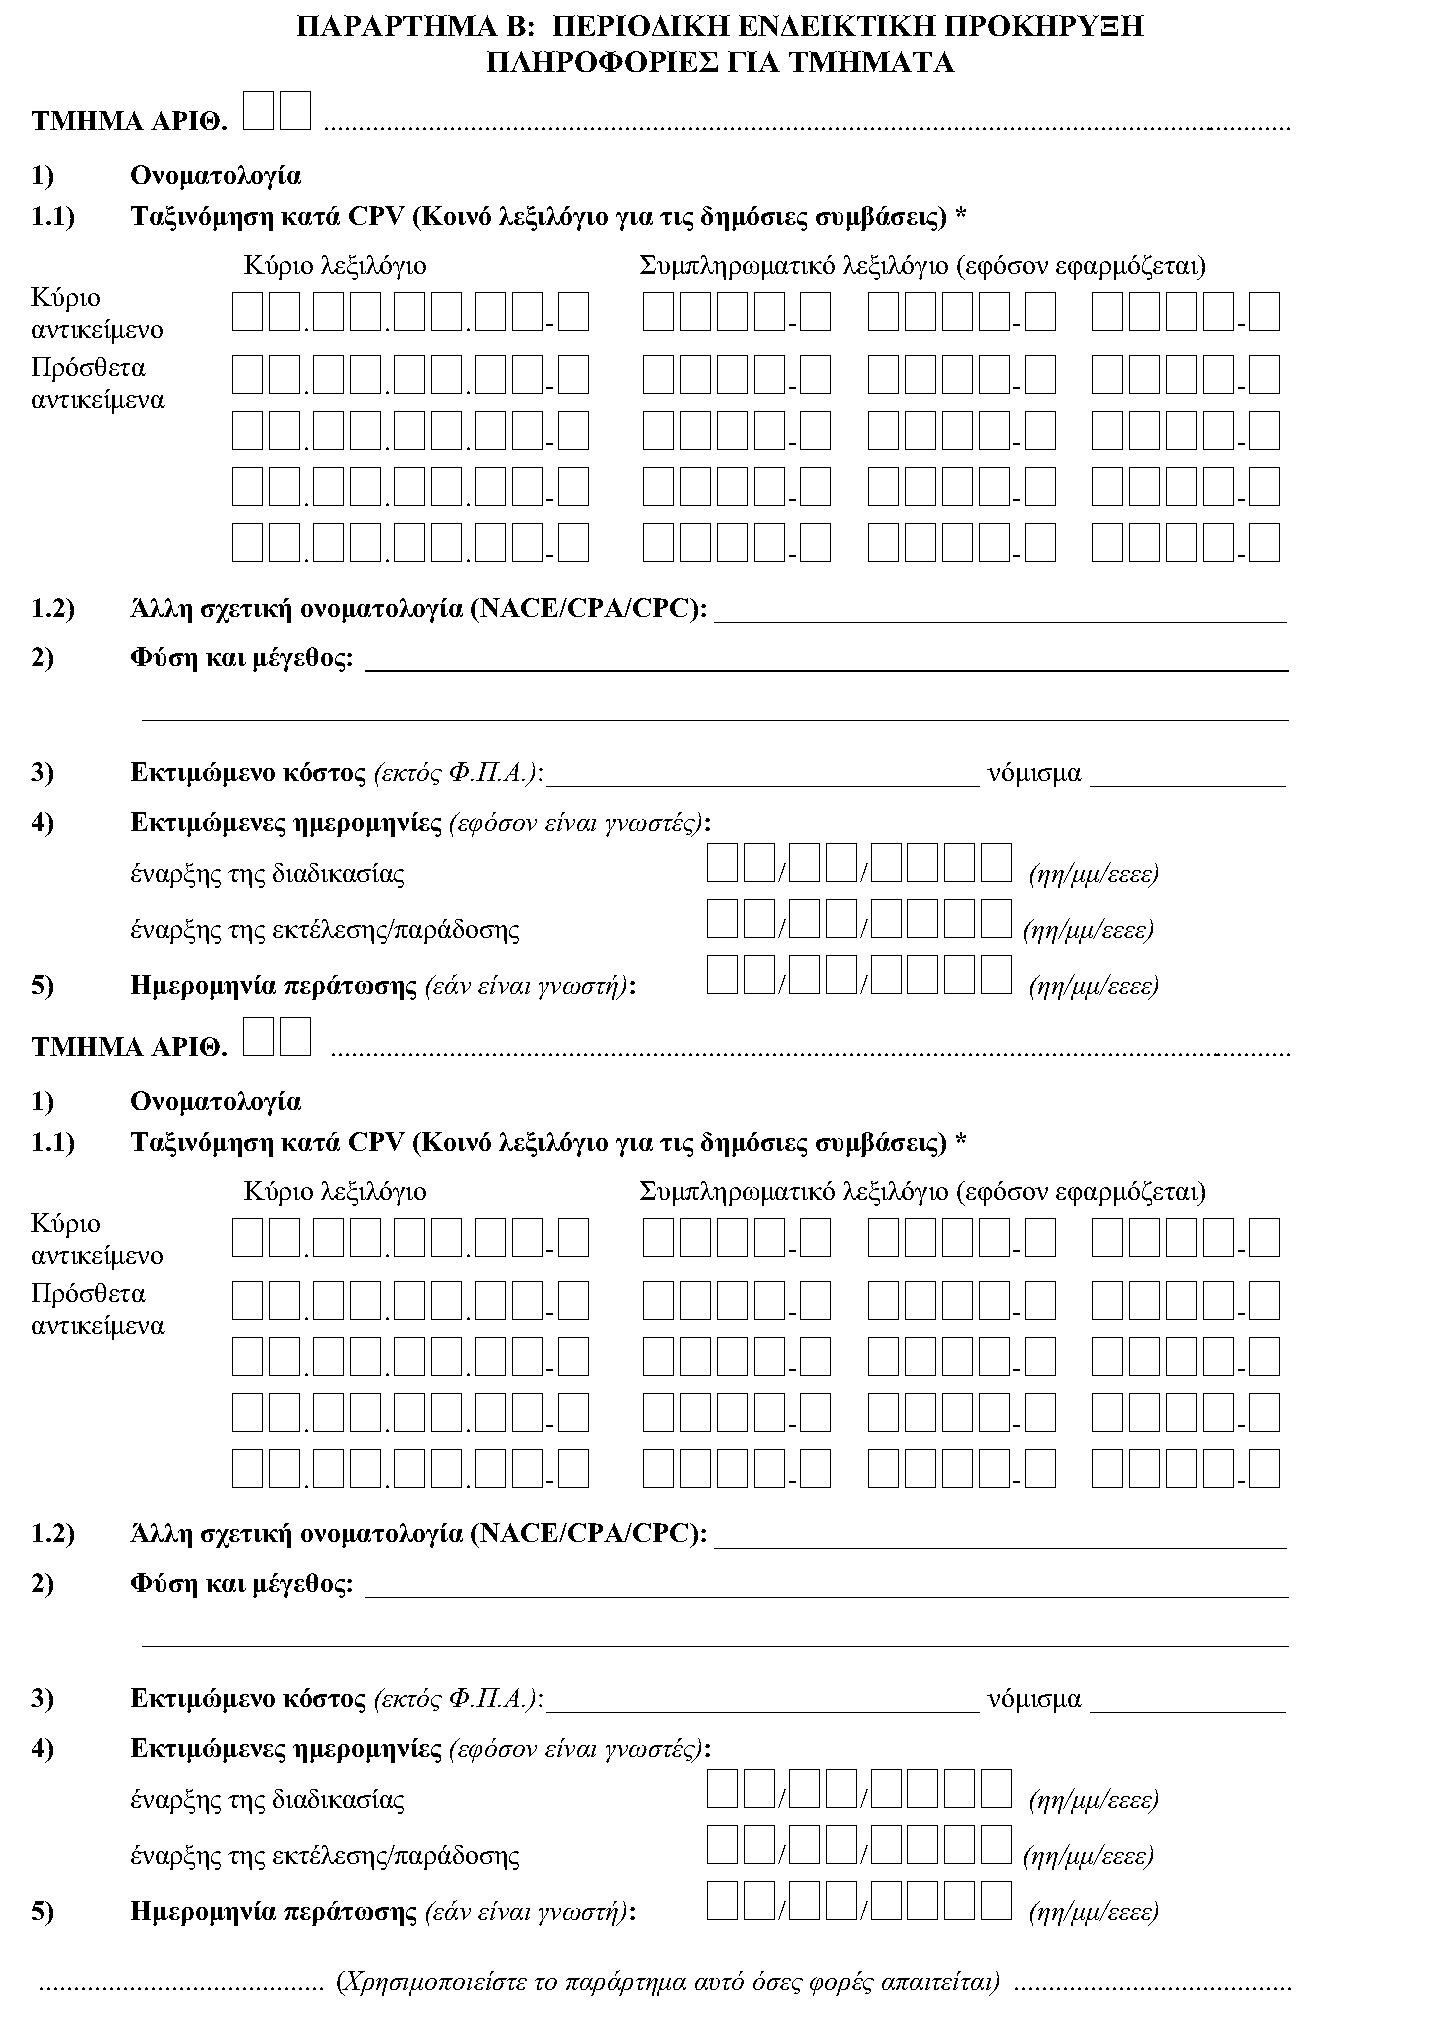 ΠΑΡΑΡΤΗΜΑ Β:  ΠΕΡΙΟΔΙΚΗ ΕΝΔΕΙΚΤΙΚΗ ΠΡΟΚΗΡΥΞΗ
ΠΛΗΡΟΦΟΡΙΕΣ ΓΙΑ ΤΜΗΜΑΤΑ
ΤΜΗΜΑ ΑΡΙΘ.
1) Ονοματολογία
1.1) Ταξινόμηση κατά CPV (Κοινό λεξιλόγιο για τις δημόσιες συμβάσεις) *
Κύριο λεξιλόγιο Συμπληρωματικό λεξιλόγιο (εφόσον εφαρμόζεται)
Κύριο
αντικείμενο
Πρόσθετα
αντικείμενα
1.2) Άλλη σχετική ονοματολογία (NACE/CPA/CPC):
2) Φύση και μέγεθος:
3) Εκτιμώμενο κόστος (εκτός Φ.Π.Α.): νόμισμα
4) Εκτιμώμενες ημερομηνίες (εφόσον είναι γνωστές):
έναρξης της διαδικασίας / / (ηη/μμ/εεεε)
έναρξης της εκτέλεσης/παράδοσης / / (ηη/μμ/εεεε)
5) Ημερομηνία περάτωσης (εάν είναι γνωστή): / / (ηη/μμ/εεεε)
ΤΜΗΜΑ ΑΡΙΘ.
1) Ονοματολογία
1.1) Ταξινόμηση κατά CPV (Κοινό λεξιλόγιο για τις δημόσιες συμβάσεις) *
Κύριο λεξιλόγιο Συμπληρωματικό λεξιλόγιο (εφόσον εφαρμόζεται)
Κύριο
αντικείμενο
Πρόσθετα
αντικείμενα
1.2) Άλλη σχετική ονοματολογία (NACE/CPA/CPC):
2) Φύση και μέγεθος:
3) Εκτιμώμενο κόστος (εκτός Φ.Π.Α.): νόμισμα
4) Εκτιμώμενες ημερομηνίες (εφόσον είναι γνωστές):
έναρξης της διαδικασίας / / (ηη/μμ/εεεε)
έναρξης της εκτέλεσης/παράδοσης / / (ηη/μμ/εεεε)
5) Ημερομηνία περάτωσης (εάν είναι γνωστή): / / (ηη/μμ/εεεε)
(Χρησιμοποιείστε το παράρτημα αυτό όσες φορές απαιτείται)